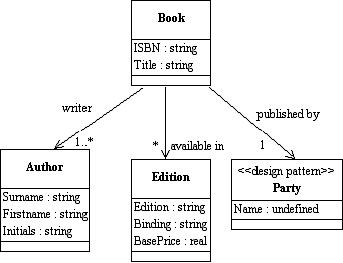 Book
ISBN : string
Title : string
writer
published by
1..*
* available in
1
Author
Surname : string
Firstname : string
Initials : string
Edition
Edition : string
Binding : string
BasePrice : real
<<design pattern>>
Party
Name : undefined